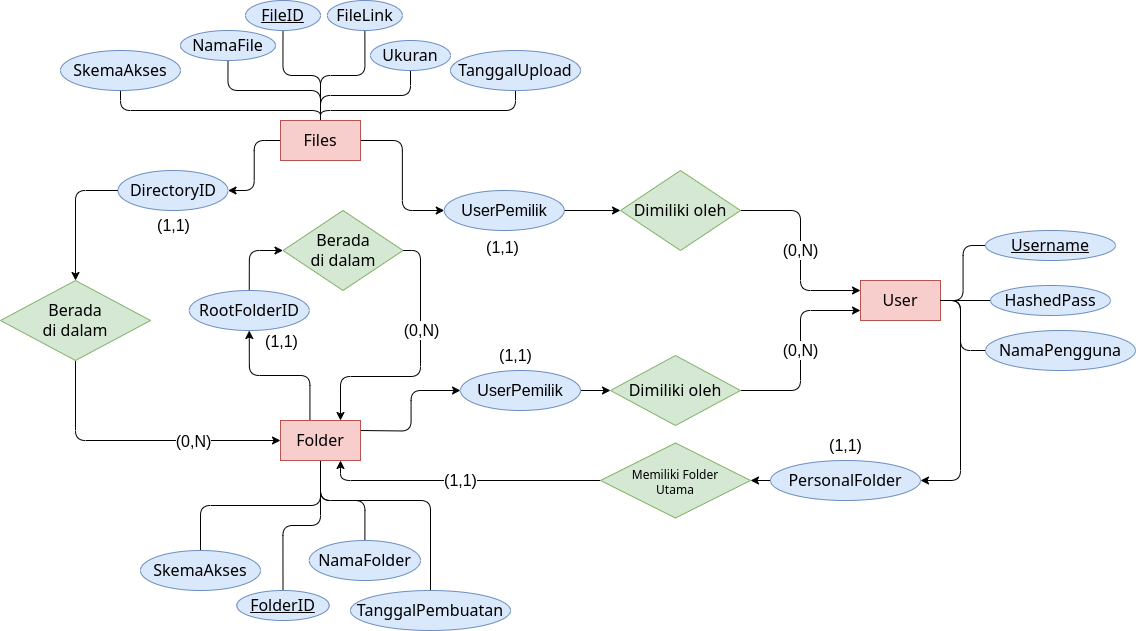 FileID
FileLink
NamaFile
Ukuran
SkemaAkses
TanggalUpload
Files
DirectoryID
(1,1)
UserPemilik
(1,1)
Dimiliki oleh
(0,N)
Berada
di dalam
RootFolderID
(1,1)
(0,N)
Berada
di dalam
Username
User
HashedPass
NamaPengguna
(0,N)
(1,1)
UserPemilik
Dimiliki oleh
(0,N)
Folder
(1,1)
Memiliki Folder
Utama
(1,1)
PersonalFolder
SkemaAkses
NamaFolder
FolderID
TanggalPembuatan